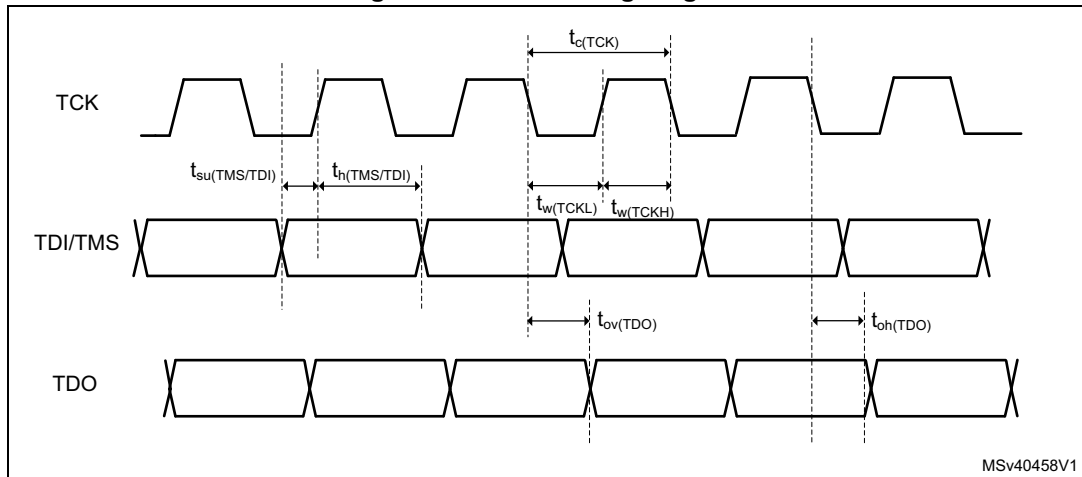 tc(TCK)
TCK
tsu(TMS/TDI)
th(TMS/TDI)
tw(TCKL)
tw(TCKH)
TDI/TMS
tov(TDO)
toh(TDO)
TDO
MSv40458V1